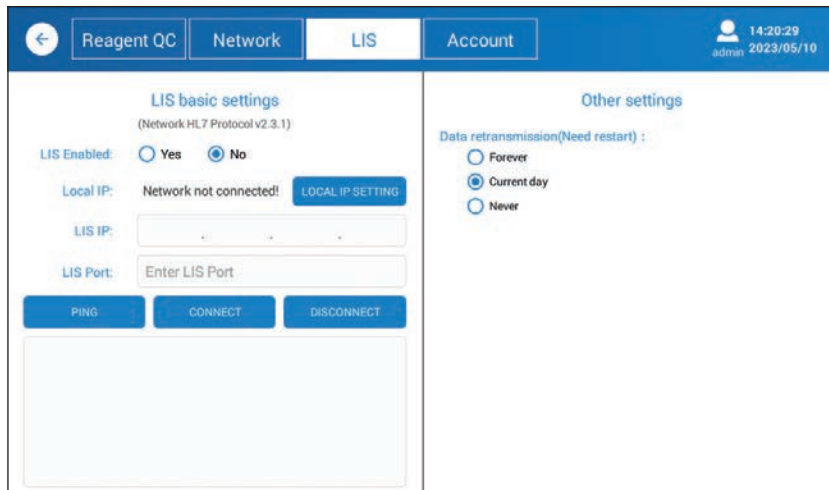 Reagent QC Network LIS Account
14:20:29
admin 2023/05/10
LIS basic settings
(Network HL7 Protocol v2.3.1)
LIS Enabled: Yes No
Local IP: Network not connected! LOCAL IP SETTING
LIS IP: . . .
LIS Port: Enter LIS Port
PING CONNECT DISCONNECT
Other settings
Data retransmission(Need restart) :
Forever
Current day
Never